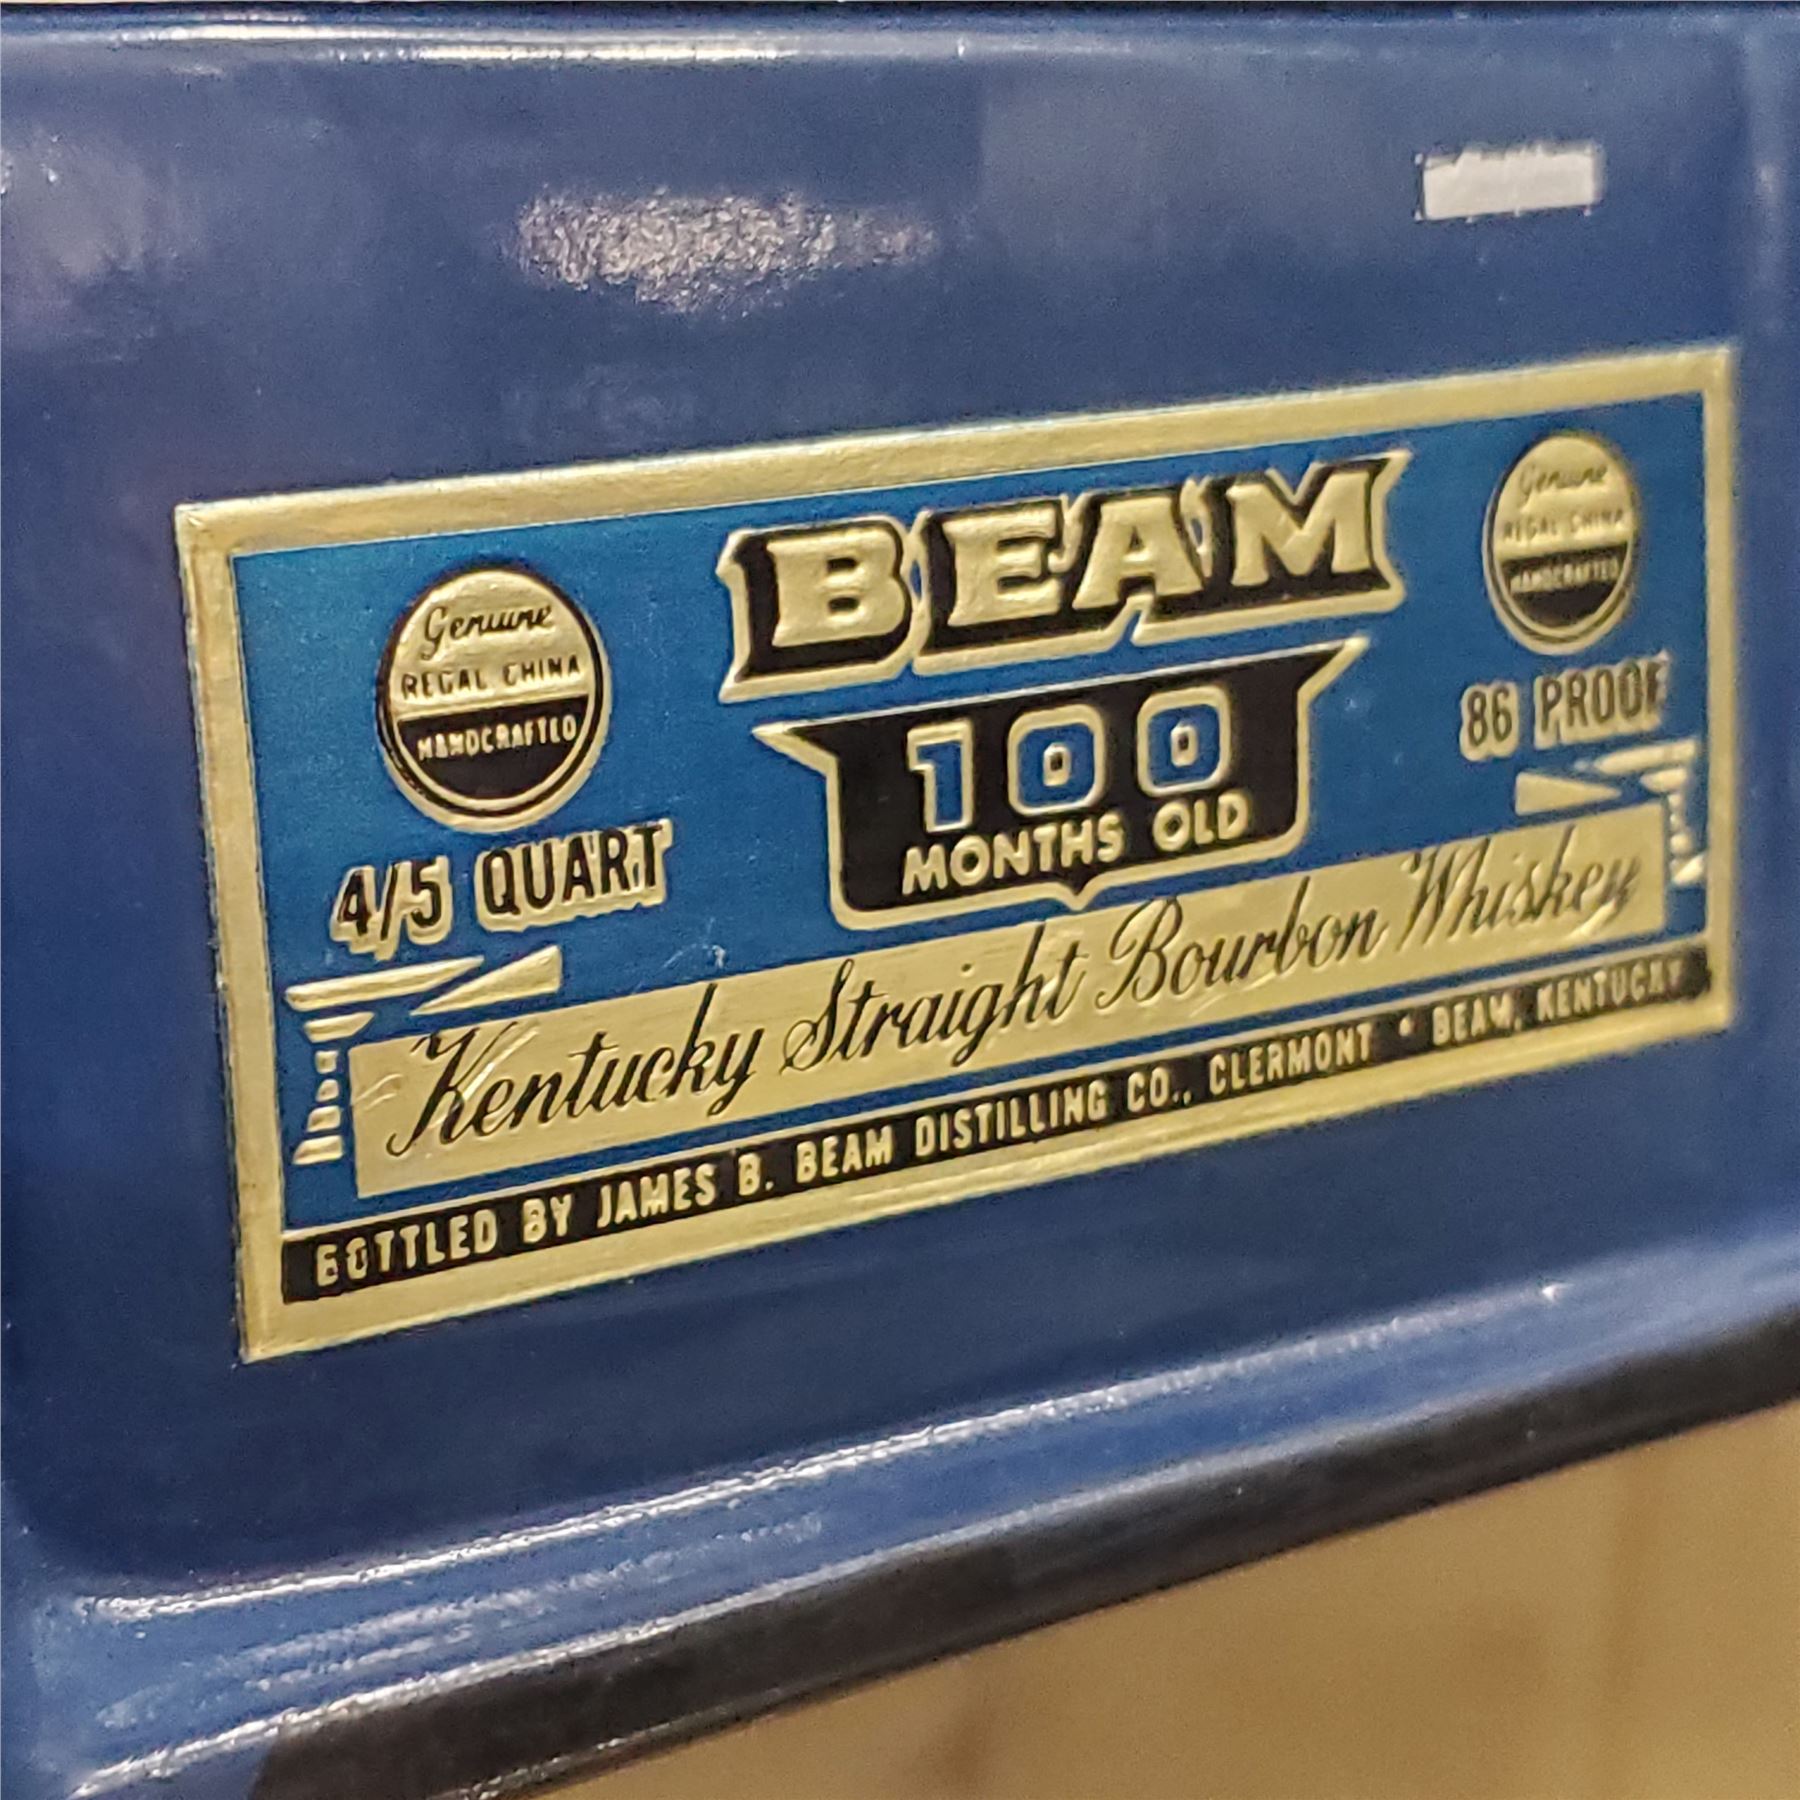 BEAM
Genuine
REGAL CHINA
HANDCRAFTED
Genuine
REGAL CHINA
HANDCRAFTED
100
MONTHS OLD
4/5 QUART
86 PROOF
Kentucky Straight Bourbon Whiskey
BOTTLED BY JAMES B. BEAM DISTILLING CO., CLERMONT • BEAM, KENTUCKY